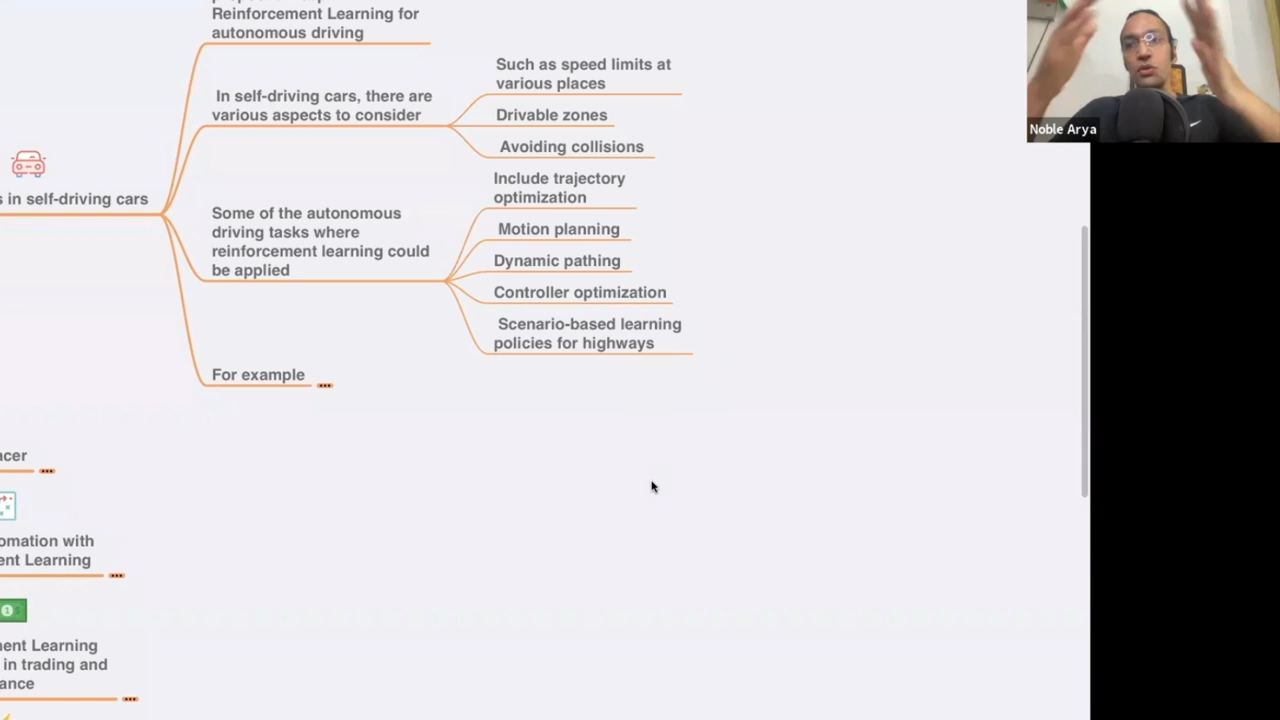 Reinforcement Learning for
autonomous driving
In self-driving cars, there are
various aspects to consider
Such as speed limits at
various places
Drivable zones
Avoiding collisions
s in self-driving cars
Some of the autonomous
driving tasks where
reinforcement learning could
be applied
Include trajectory
optimization
Motion planning
Dynamic pathing
Controller optimization
Scenario-based learning
policies for highways
For example
acer
omation with
ent Learning
nent Learning
in trading and
ance
Noble Arya